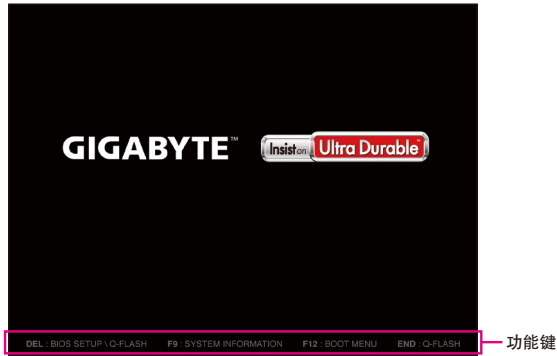 GIGABYTE™
Insist on Ultra Durable™
DEL : BIOS SETUP \ Q-FLASH F9 : SYSTEM INFORMATION F12 : BOOT MENU END : Q-FLASH
功能键